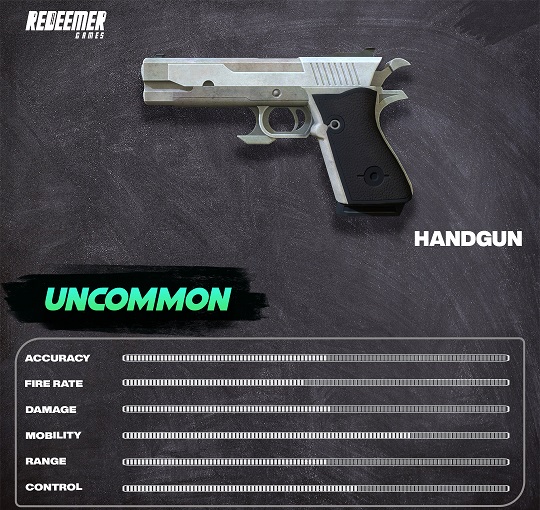 REDEEMER
GAMES
HANDGUN
UNCOMMON
ACCURACY
FIRE RATE
DAMAGE
MOBILITY
RANGE
CONTROL